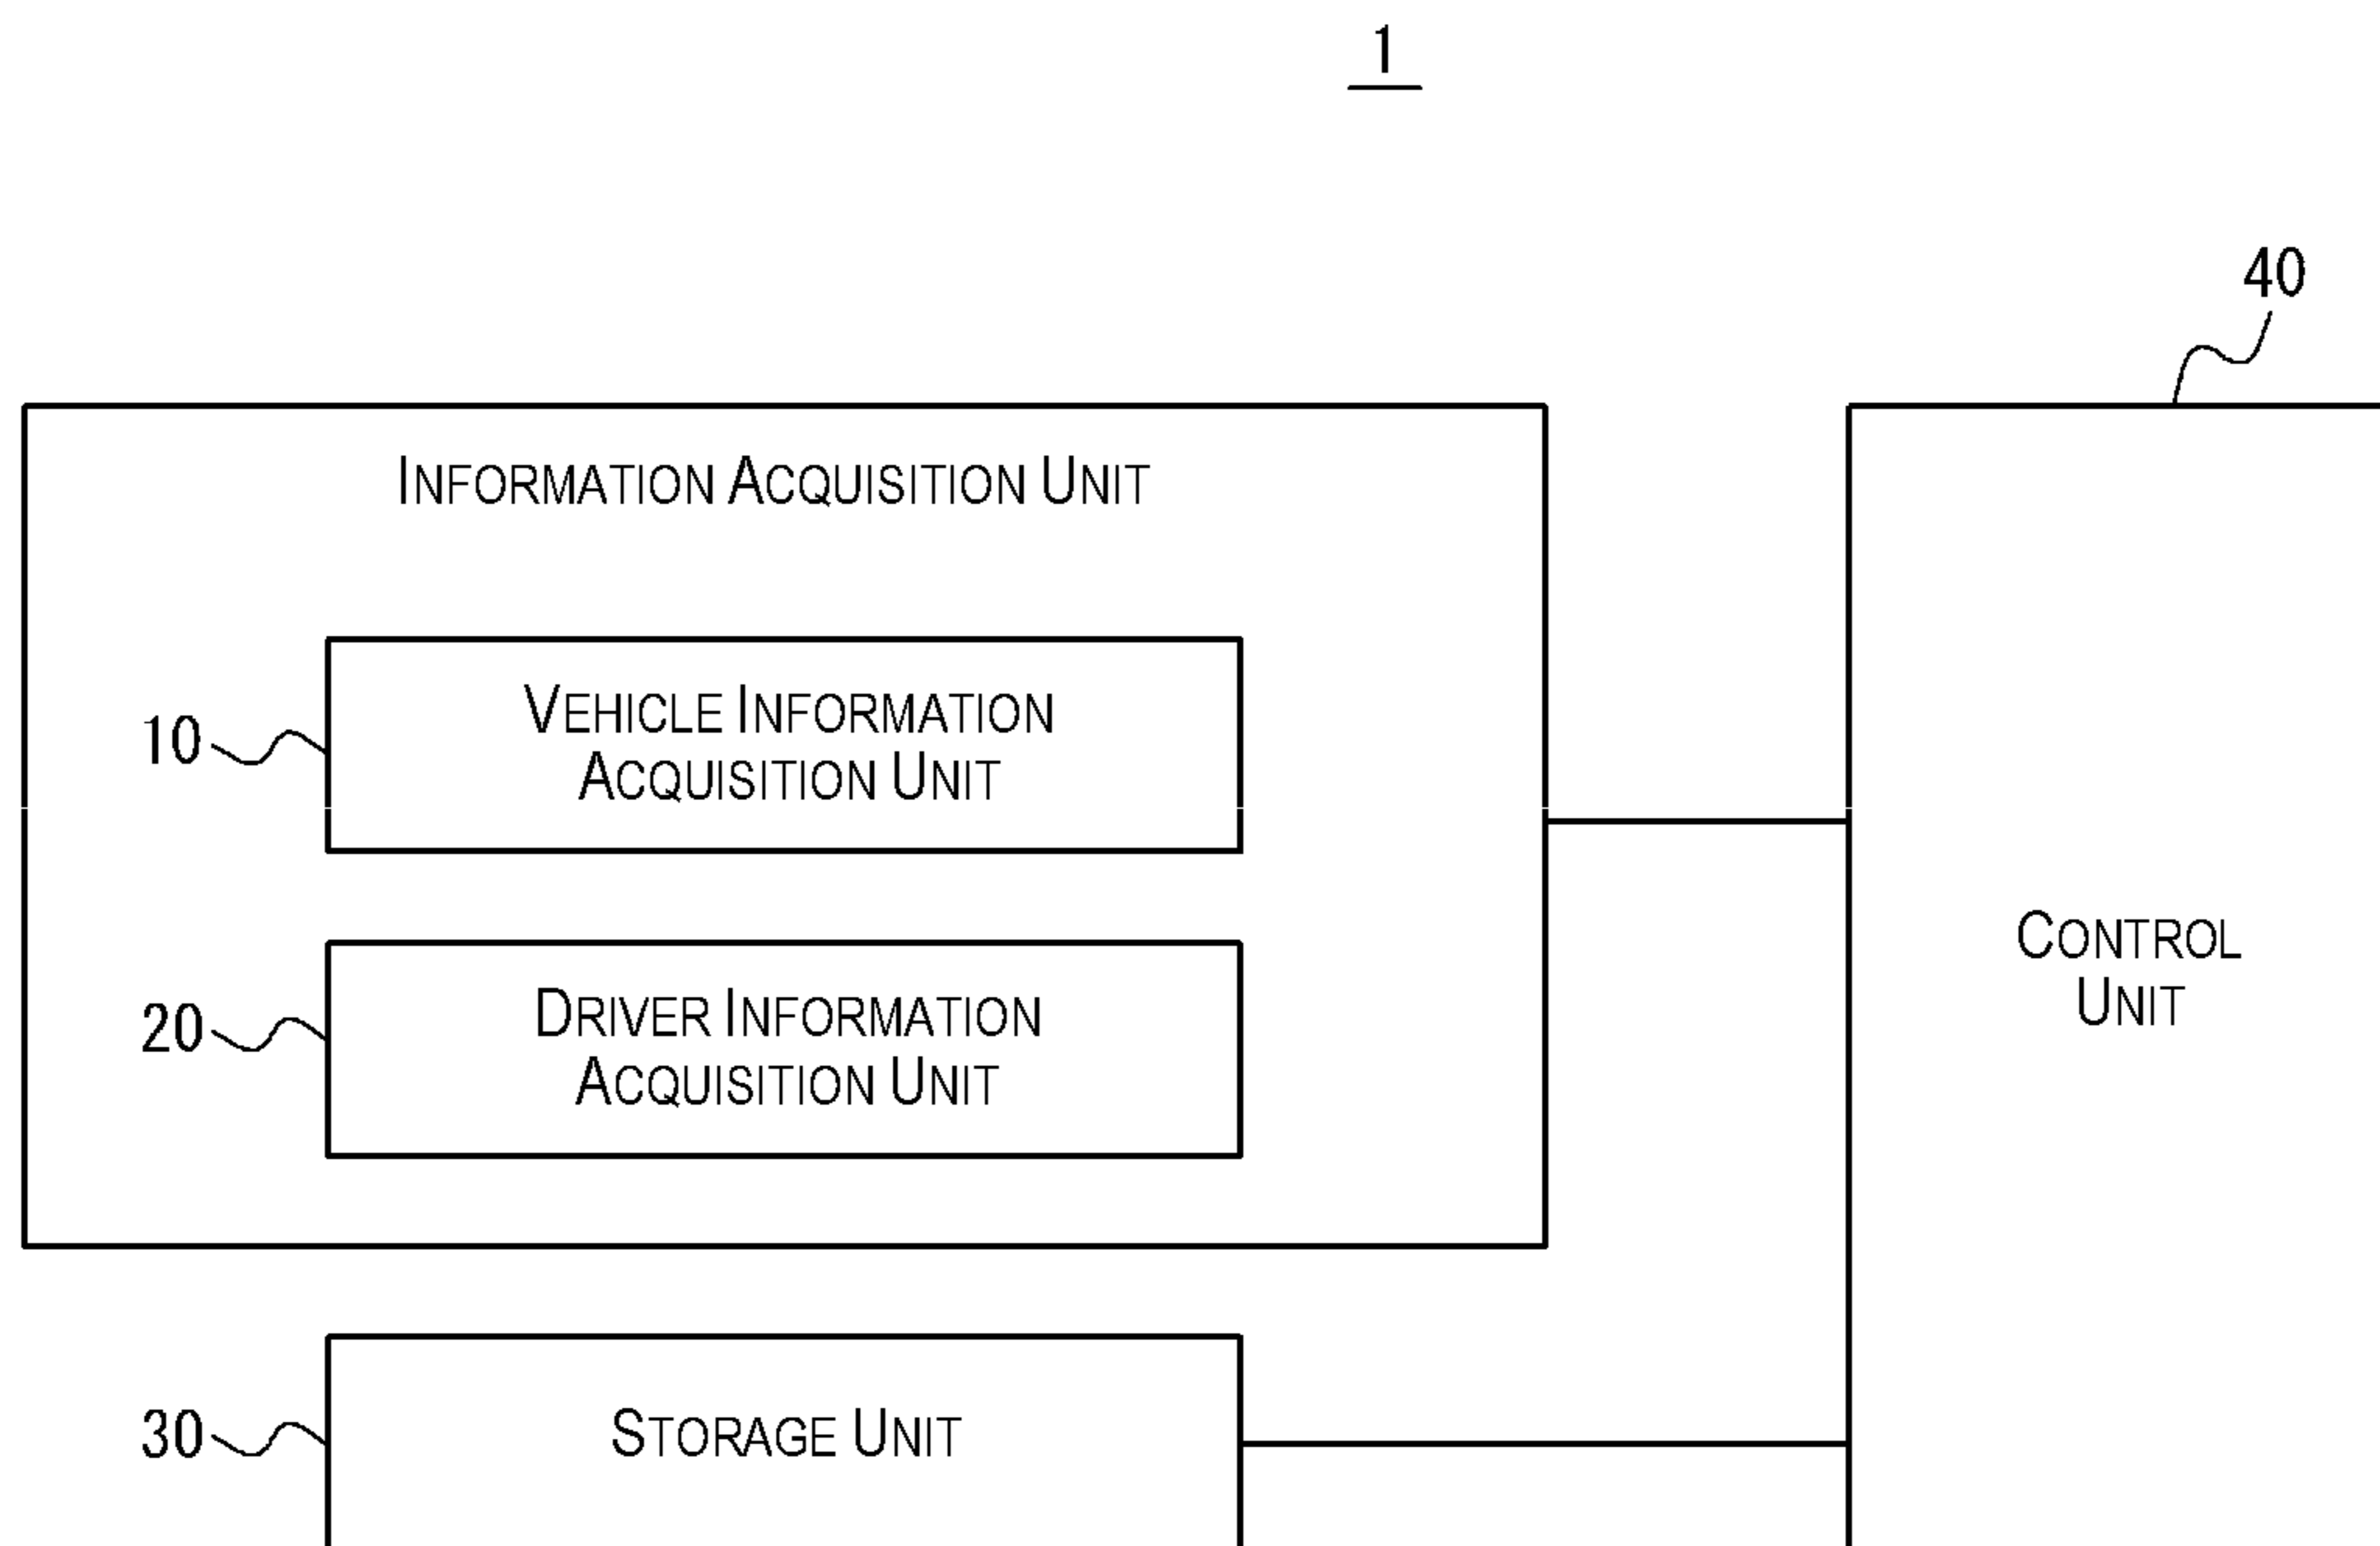 1
40
INFORMATION ACQUISITION UNIT
10
VEHICLE INFORMATION
ACQUISITION UNIT
20
DRIVER INFORMATION
ACQUISITION UNIT
CONTROL
UNIT
30
STORAGE UNIT